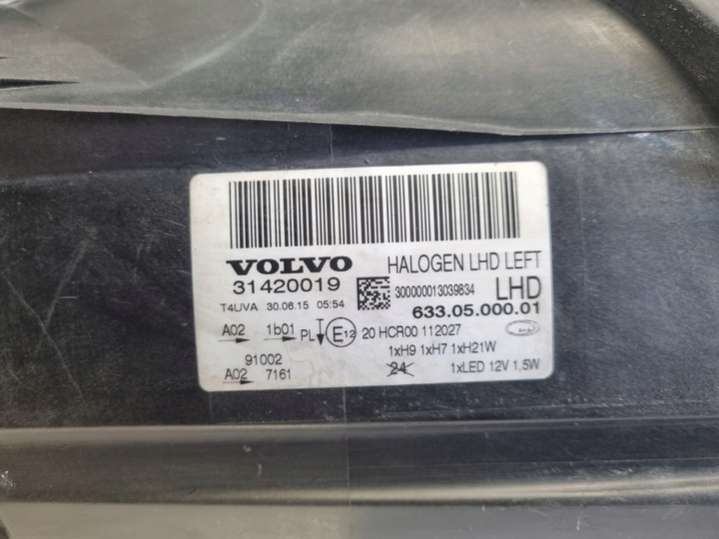 VOLVO HALOGEN LHD LEFT
31420019 300000013039834 LHD
T4UVA 30.06.15 05:54 633.05.000.01
A02 1b01 PL E12 20 HCR00 112027
91002 1xH9 1xH7 1xH21W
A02 7161 24 1xLED 12V 1,5W